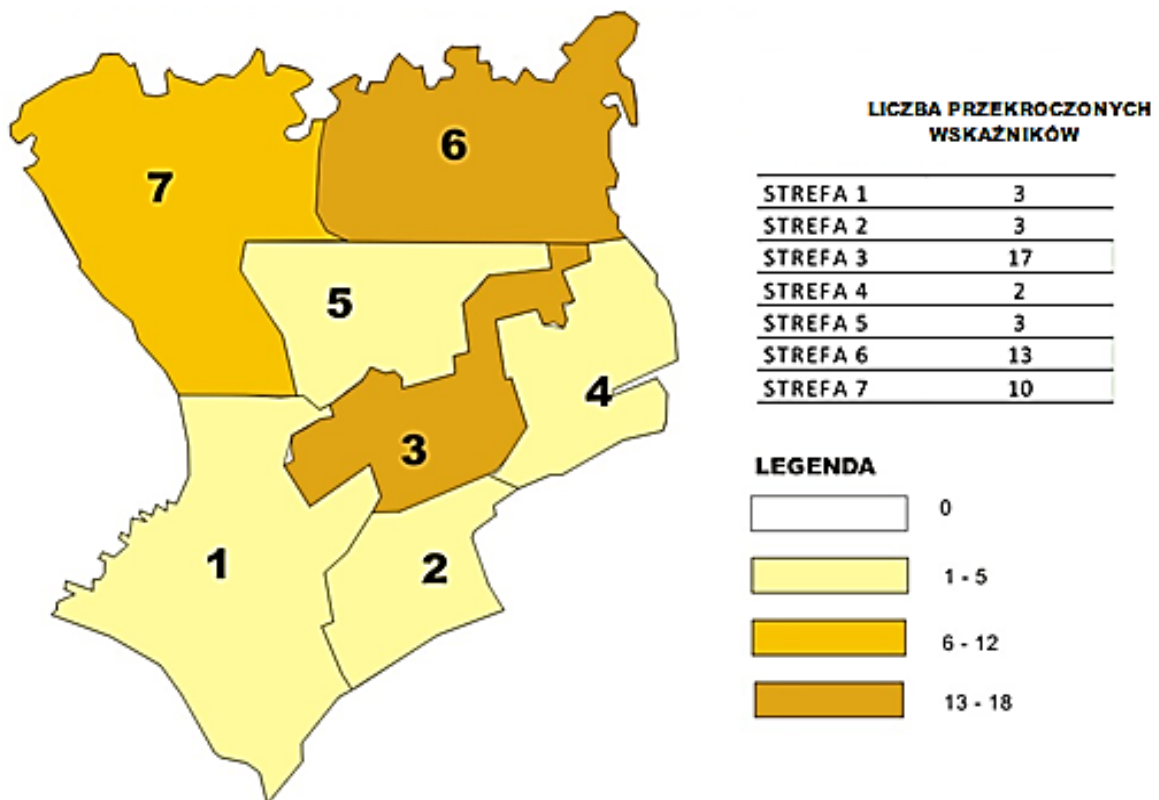 7
6
5
4
3
1
2
LICZBA PRZEKROCZONYCH
WSKAŹNIKÓW
STREFA 1 3
STREFA 2 3
STREFA 3 17
STREFA 4 2
STREFA 5 3
STREFA 6 13
STREFA 7 10
LEGENDA
0
1 - 5
6 - 12
13 - 18